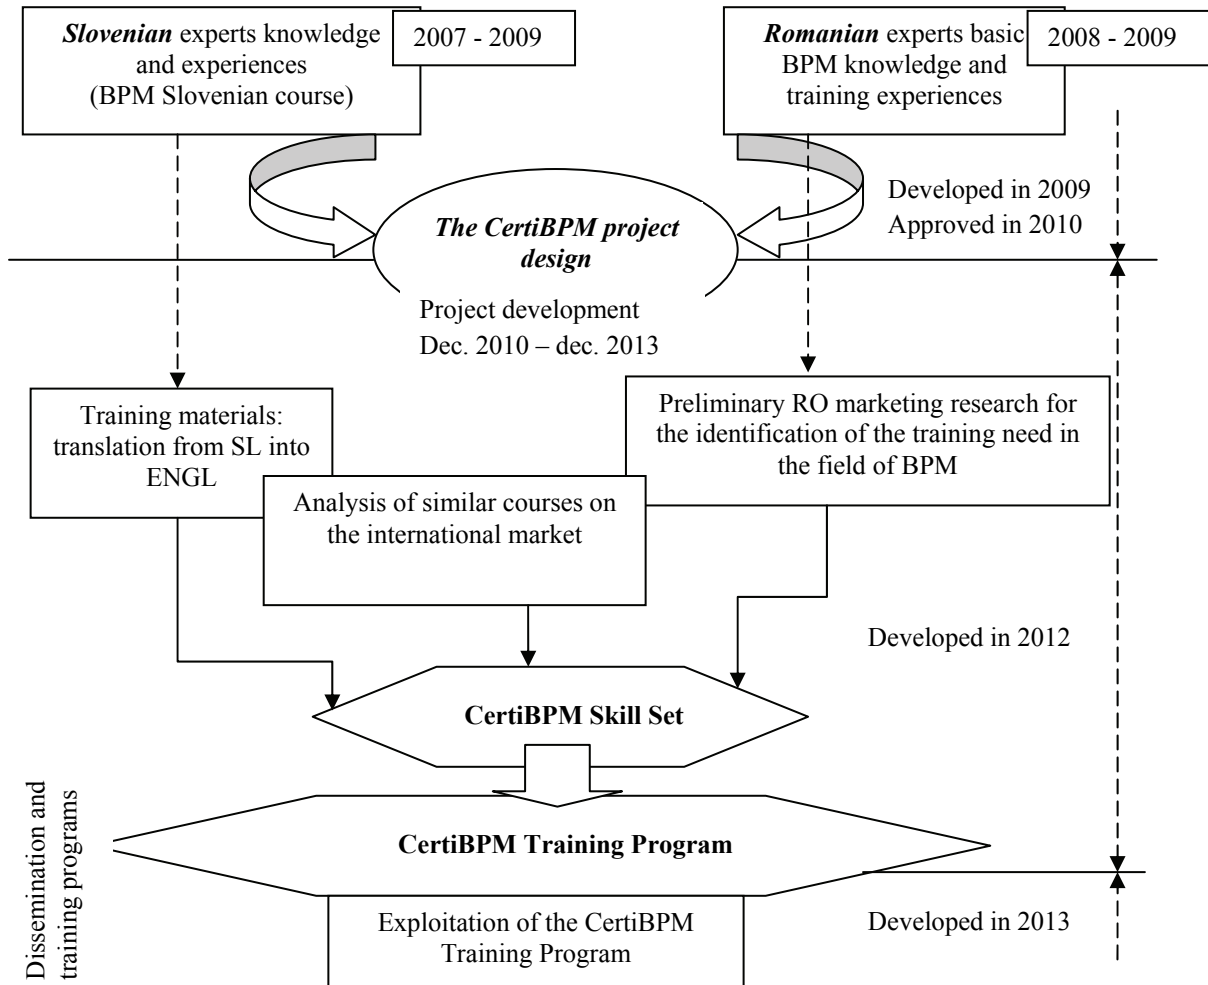 Slovenian experts knowledge
and experiences
(BPM Slovenian course)
2007 - 2009
Romanian experts basic
BPM knowledge and
training experiences
2008 - 2009
Developed in 2009
Approved in 2010
The CertiBPM project
design
Project development
Dec. 2010 – dec. 2013
Training materials:
translation from SL into
ENGL
Analysis of similar courses on
the international market
Preliminary RO marketing research for
the identification of the training need in
the field of BPM
Developed in 2012
CertiBPM Skill Set
CertiBPM Training Program
Dissemination and
training programs
Exploitation of the CertiBPM
Training Program
Developed in 2013